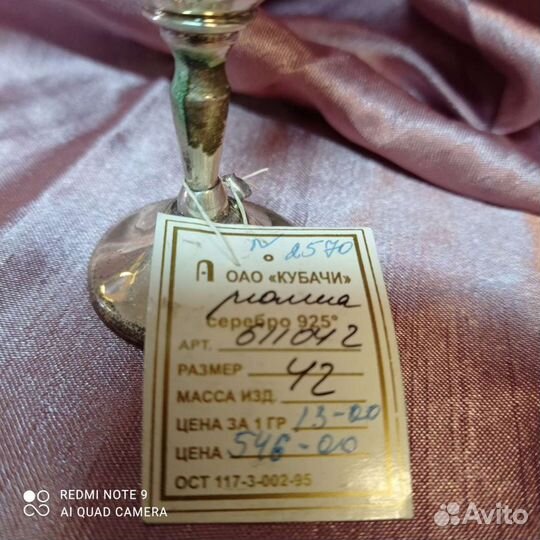 № 2570
ОАО «КУБАЧИ»
рюмка
серебро 925°
АРТ. 611042
РАЗМЕР
МАССА ИЗД. 42
ЦЕНА ЗА 1 ГР 13-00
ЦЕНА 546-00
ОСТ 117-3-002-95
REDMI NOTE 9
AI QUAD CAMERA
Avito